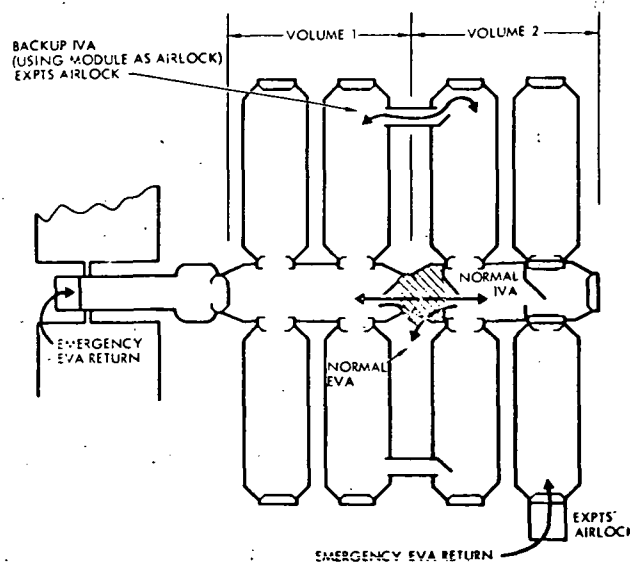 VOLUME 1
VOLUME 2
BACKUP IVA
(USING MODULE AS AIRLOCK)
EXPTS AIRLOCK
NORMAL
IVA
EMERGENCY
EVA RETURN
NORMAL
EVA
EXPTS
AIRLOCK
EMERGENCY EVA RETURN